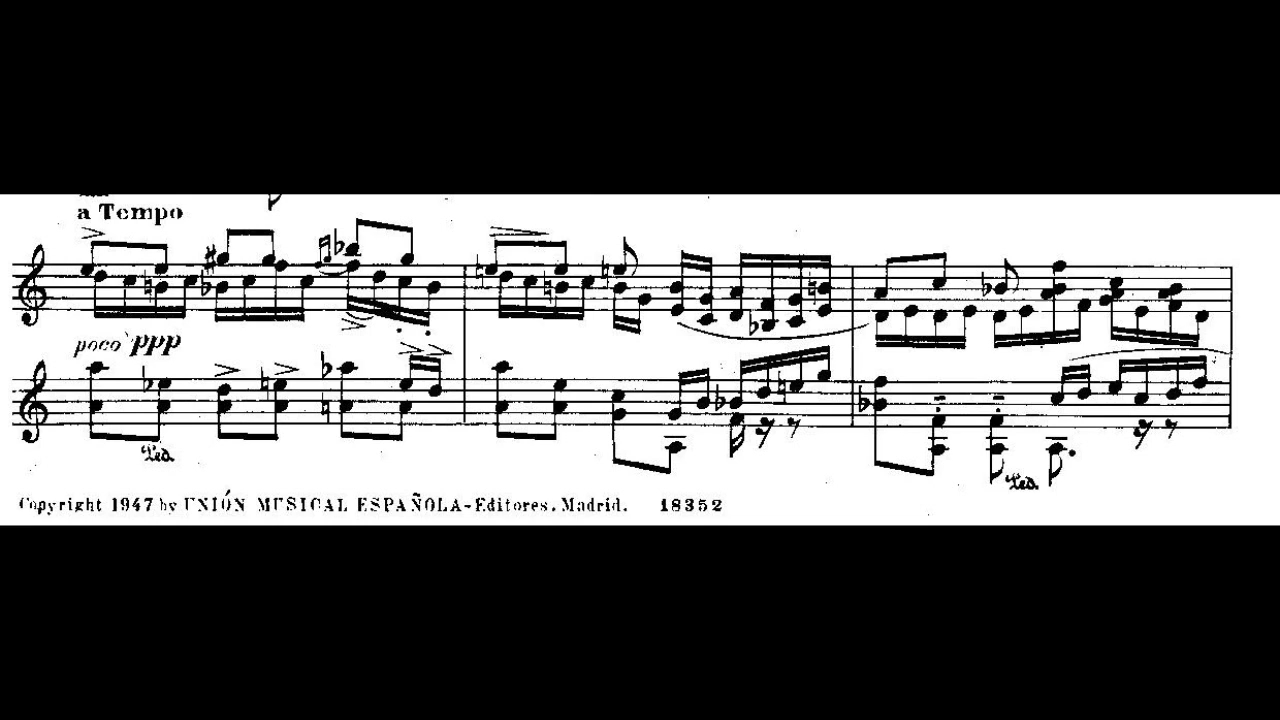 a Tempo
poco ppp
Ped.
Ped.
Copyright 1947 by UNIÓN MUSICAL ESPAÑOLA-Editores. Madrid. 18352